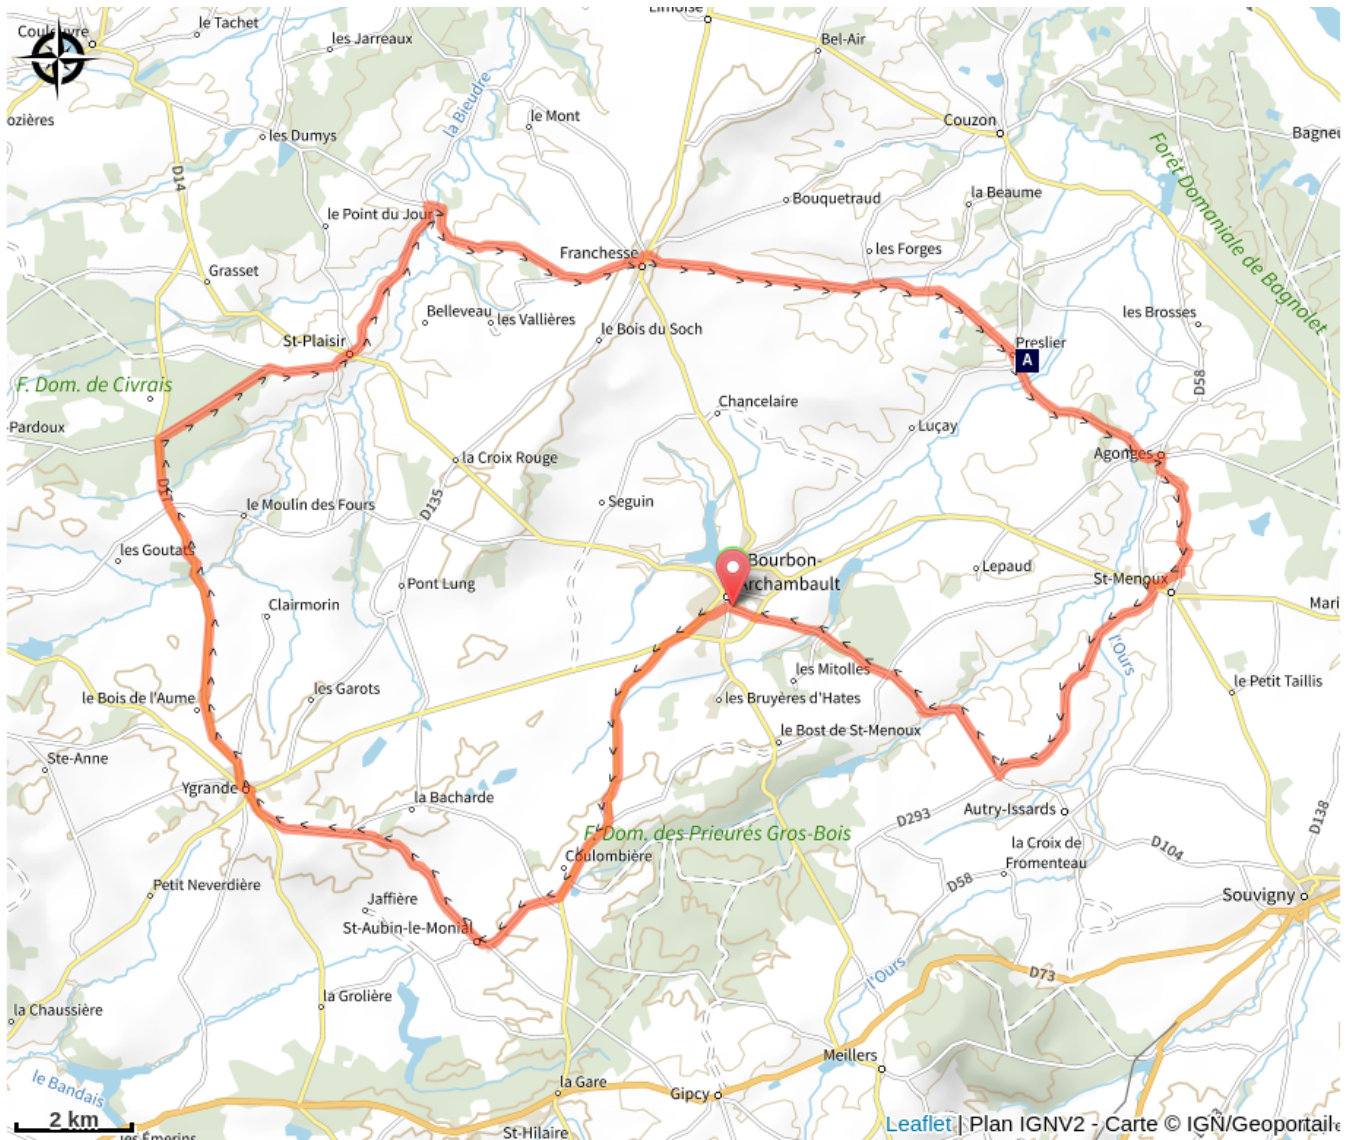 Limoise
Couleuvre
le Tachet
les Jarreaux
Bel-Air
la Bieudre
ozières
le Mont
Couzon
les Dumys
Bagneu
Forêt Domaniale de Bagnolet
D14
la Beaume
Bouquetraud
le Point du Jour
les Forges
Franchesse
Grasset
Belleveau
les Vallières
les Brosses
le Bois du Soch
St-Plaisir
Preslier
A
F. Dom. de Civrais
D58
Chancelaire
Pardoux
Luçay
Agonges
la Croix Rouge
Seguin
D135
le Moulin des Fours
les Goutats
Bourbon-
Archambault
Lepaud
St-Menoux
Pont Lung
Clairmorin
Mari
l'Ours
les Mitolles
le Petit Taillis
les Garots
le Bois de l'Aume
les Bruyères d'Hates
le Bost de St-Menoux
Ste-Anne
Ygrande
la Bacharde
Autry-Issards
D293
D138
F. Dom. des Prieurés Gros-Bois
la Croix de
Fromenteau
D104
Coulombière
D58
Petit Neverdière
Souvigny
Jaffière
St-Aubin-le-Monial
l'Ours
D73
la Grolière
la Chaussière
Meillers
le Bandais
la Gare
Gipcy
2 km
Leaflet | Plan IGNV2 - Carte © IGN/Geoportail
St-Hilaire
les Émerins